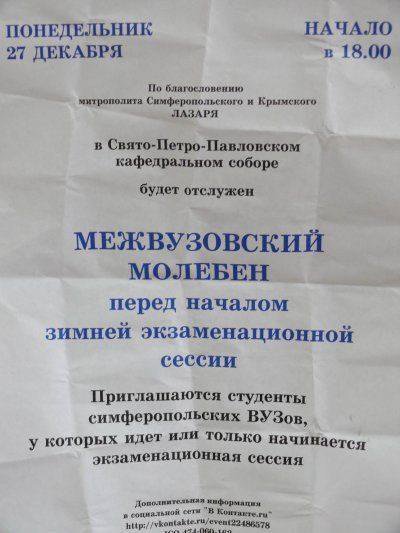 ПОНЕДЕЛЬНИК НАЧАЛО
27 ДЕКАБРЯ в 18.00
По благословению
митрополита Симферопольского и Крымского
ЛАЗАРЯ
в Свято-Петро-Павловском
кафедральном соборе
будет отслужен
МЕЖВУЗОВСКИЙ
МОЛЕБЕН
перед началом
зимней экзаменационной
сессии
Приглашаются студенты
симферопольских ВУЗов,
у которых идет или только начинается
экзаменационная сессия
Дополнительная информация
в социальной сети "В Контакте.ru"
http://vkontakte.ru/event22486578